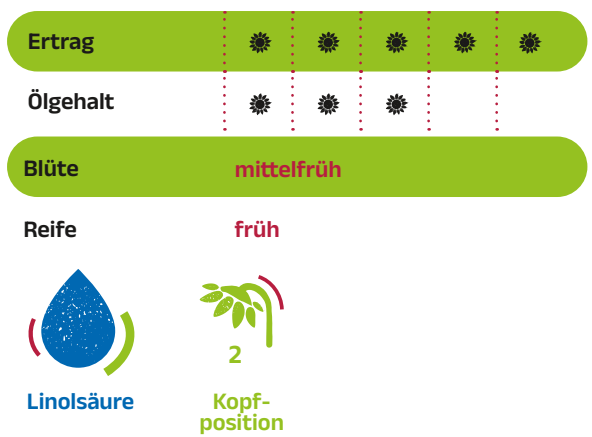 Ertrag
Ölgehalt
Blüte mittelfrüh
Reife früh
2
Linolsäure Kopf-
position